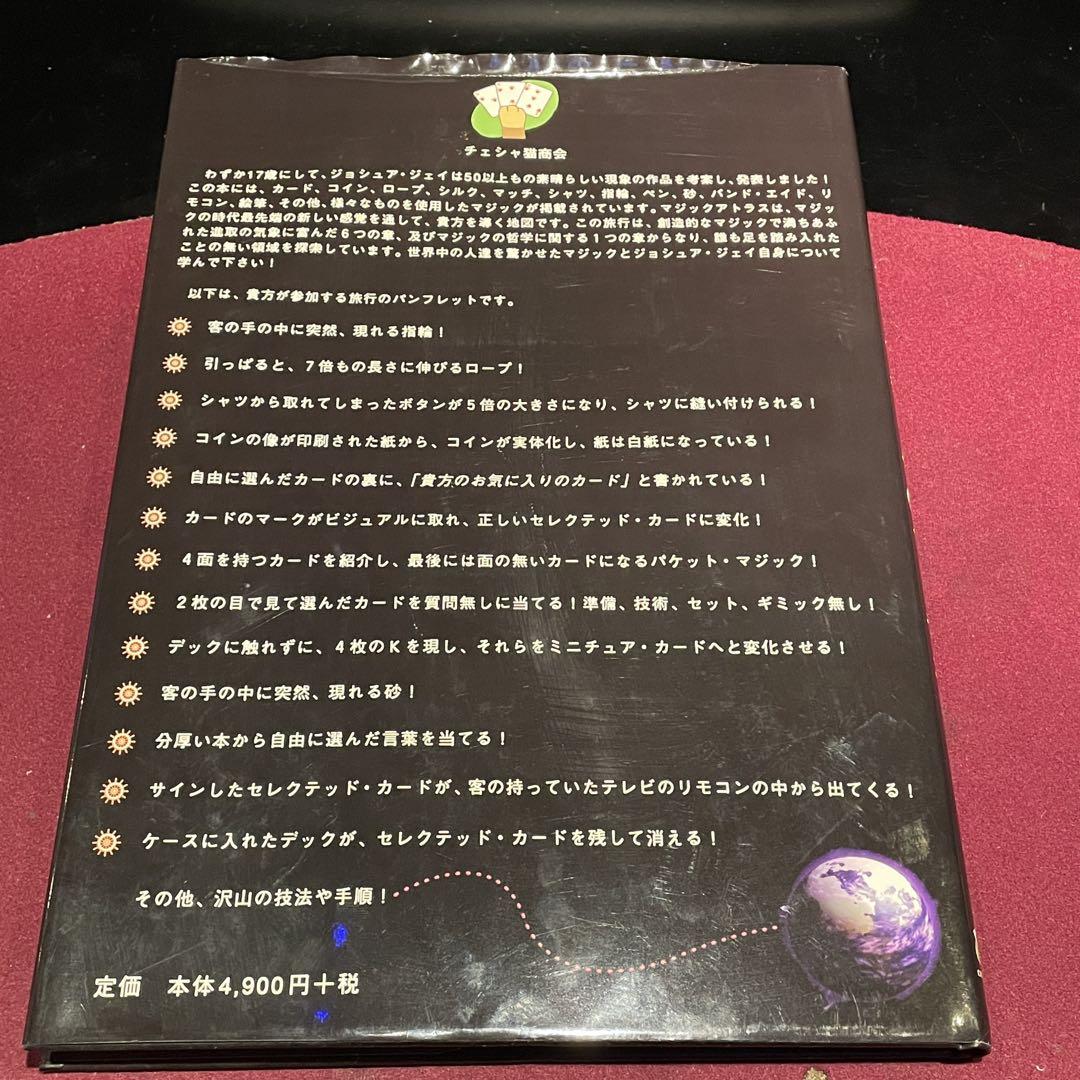 チェシャ猫商会
わずか17歳にして、ジョシュア・ジェイは50以上もの素晴らしい現象の作品を考案し、発表しました！
この本には、カード、コイン、ロープ、シルク、マッチ、シャツ、指輪、ペン、砂、バンド・エイド、リ
モコン、絵筆、その他、様々なものを使用したマジックが掲載されています。マジックアトラスは、マジッ
クの時代最先端の新しい感覚を通して、貴方を導く地図です。この旅行は、創造的なマジックで満ちあふ
れた進取の気象に富んだ６つの章、及びマジックの哲学に関する１つの章からなり、誰も足を踏み入れた
ことの無い領域を探索しています。世界中の人達を驚かせたマジックとジョシュア・ジェイ自身について
学んで下さい！
以下は、貴方が参加する旅行のパンフレットです。
客の手の中に突然、現れる指輪！
引っぱると、７倍もの長さに伸びるロープ！
シャツから取れてしまったボタンが５倍の大きさになり、シャツに縫い付けられる！
コインの像が印刷された紙から、コインが実体化し、紙は白紙になっている！
自由に選んだカードの裏に、「貴方のお気に入りのカード」と書かれている！
カードのマークがビジュアルに取れ、正しいセレクテッド・カードに変化！
４面を持つカードを紹介し、最後には面の無いカードになるパケット・マジック！
２枚の目で見て選んだカードを質問無しに当てる！準備、技術、セット、ギミック無し！
デックに触れずに、４枚のＫを現し、それらをミニチュア・カードへと変化させる！
客の手の中に突然、現れる砂！
分厚い本から自由に選んだ言葉を当てる！
サインしたセレクテッド・カードが、客の持っていたテレビのリモコンの中から出てくる！
ケースに入れたデックが、セレクテッド・カードを残して消える！
その他、沢山の技法や手順！
定価　本体4,900円＋税